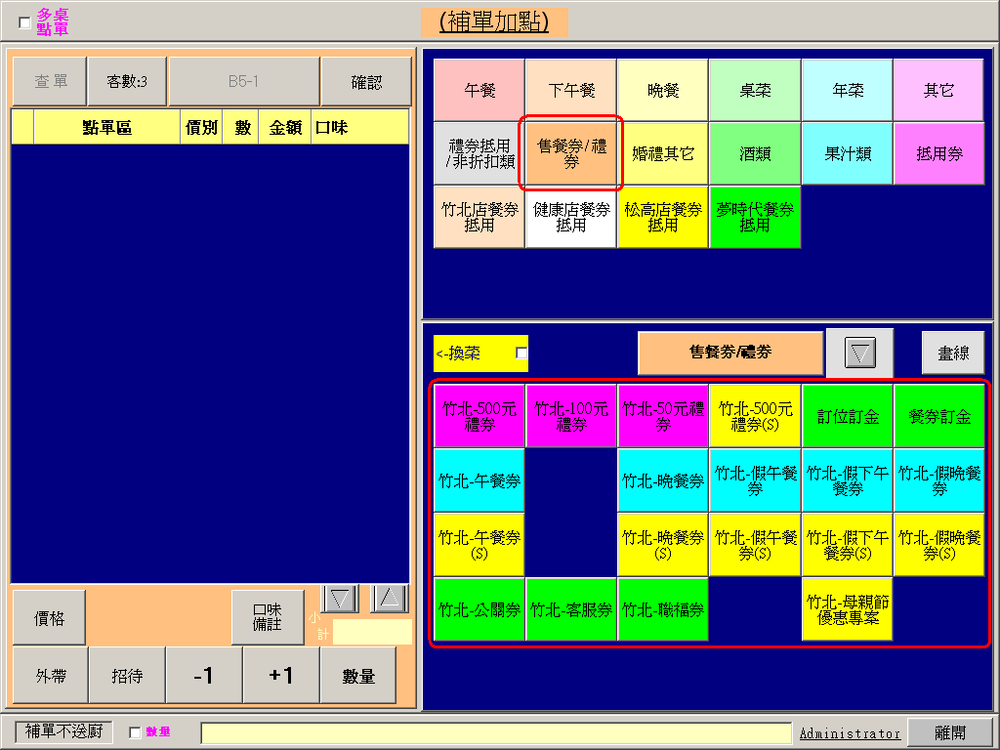 多桌
點單
(補單加點)
查單
客數:3
B5-1
確認
點單區
價別
數
金額
口味
午餐
下午餐
晚餐
桌菜
年菜
其它
禮券抵用
/非折扣類
售餐券/禮
券
婚禮其它
酒類
果汁類
抵用券
竹北店餐券
抵用
健康店餐券
抵用
松高店餐券
抵用
夢時代餐券
抵用
<-換菜
售餐券/禮券
▽
畫線
竹北-500元
禮券
竹北-100元
禮券
竹北-50元禮
券
竹北-500元
禮券(S)
訂位訂金
餐券訂金
竹北-午餐券
竹北-晚餐券
竹北-假午餐
券
竹北-假下午
餐券
竹北-假晚餐
券
竹北-午餐券
(S)
竹北-晚餐券
(S)
竹北-假午餐
券(S)
竹北-假下午
餐券(S)
竹北-假晚餐
券(S)
竹北-公關券
竹北-客服券
竹北-職福券
竹北-母親節
優惠專案
價格
口味
備註
▽
△
小
計
外帶
招待
-1
+1
數量
補單不送廚
數量
Administrator
離開